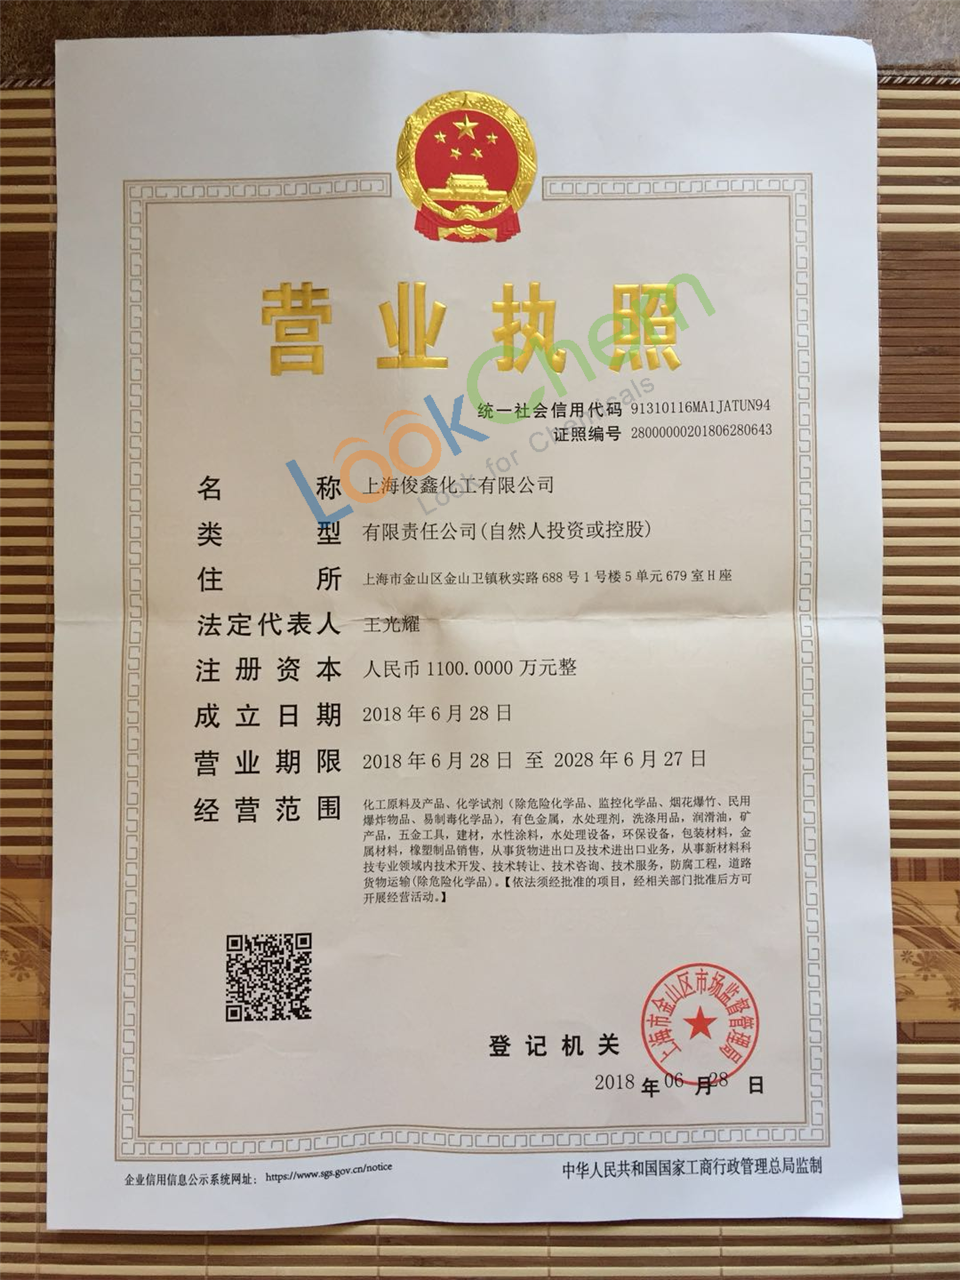 营业执照
LookChem
Look for Chemicals
统一社会信用代码 91310116MA1JATUN94
证照编号 28000000201806280643
名称 上海俊鑫化工有限公司
类型 有限责任公司(自然人投资或控股)
住所 上海市金山区金山卫镇秋实路688号1号楼5单元679室H座
法定代表人 王光耀
注册资本 人民币1100.0000万元整
成立日期 2018年6月28日
营业期限 2018年6月28日 至 2028年6月27日
经营范围 化工原料及产品、化学试剂（除危险化学品、监控化学品、烟花爆竹、民用
爆炸物品、易制毒化学品），有色金属，水处理剂，洗涤用品，润滑油，矿
产品，五金工具，建材，水性涂料，水处理设备，环保设备，包装材料，金
属材料，橡塑制品销售，从事货物进出口及技术进出口业务，从事新材料科
技专业领域内技术开发、技术转让、技术咨询、技术服务，防腐工程，道路
货物运输(除危险化学品)。【依法须经批准的项目，经相关部门批准后方可
开展经营活动。】
上海市金山区市场监督管理局
登记机关
2018年06月28日
企业信用信息公示系统网址： https://www.sgs.gov.cn/notice
中华人民共和国国家工商行政管理总局监制